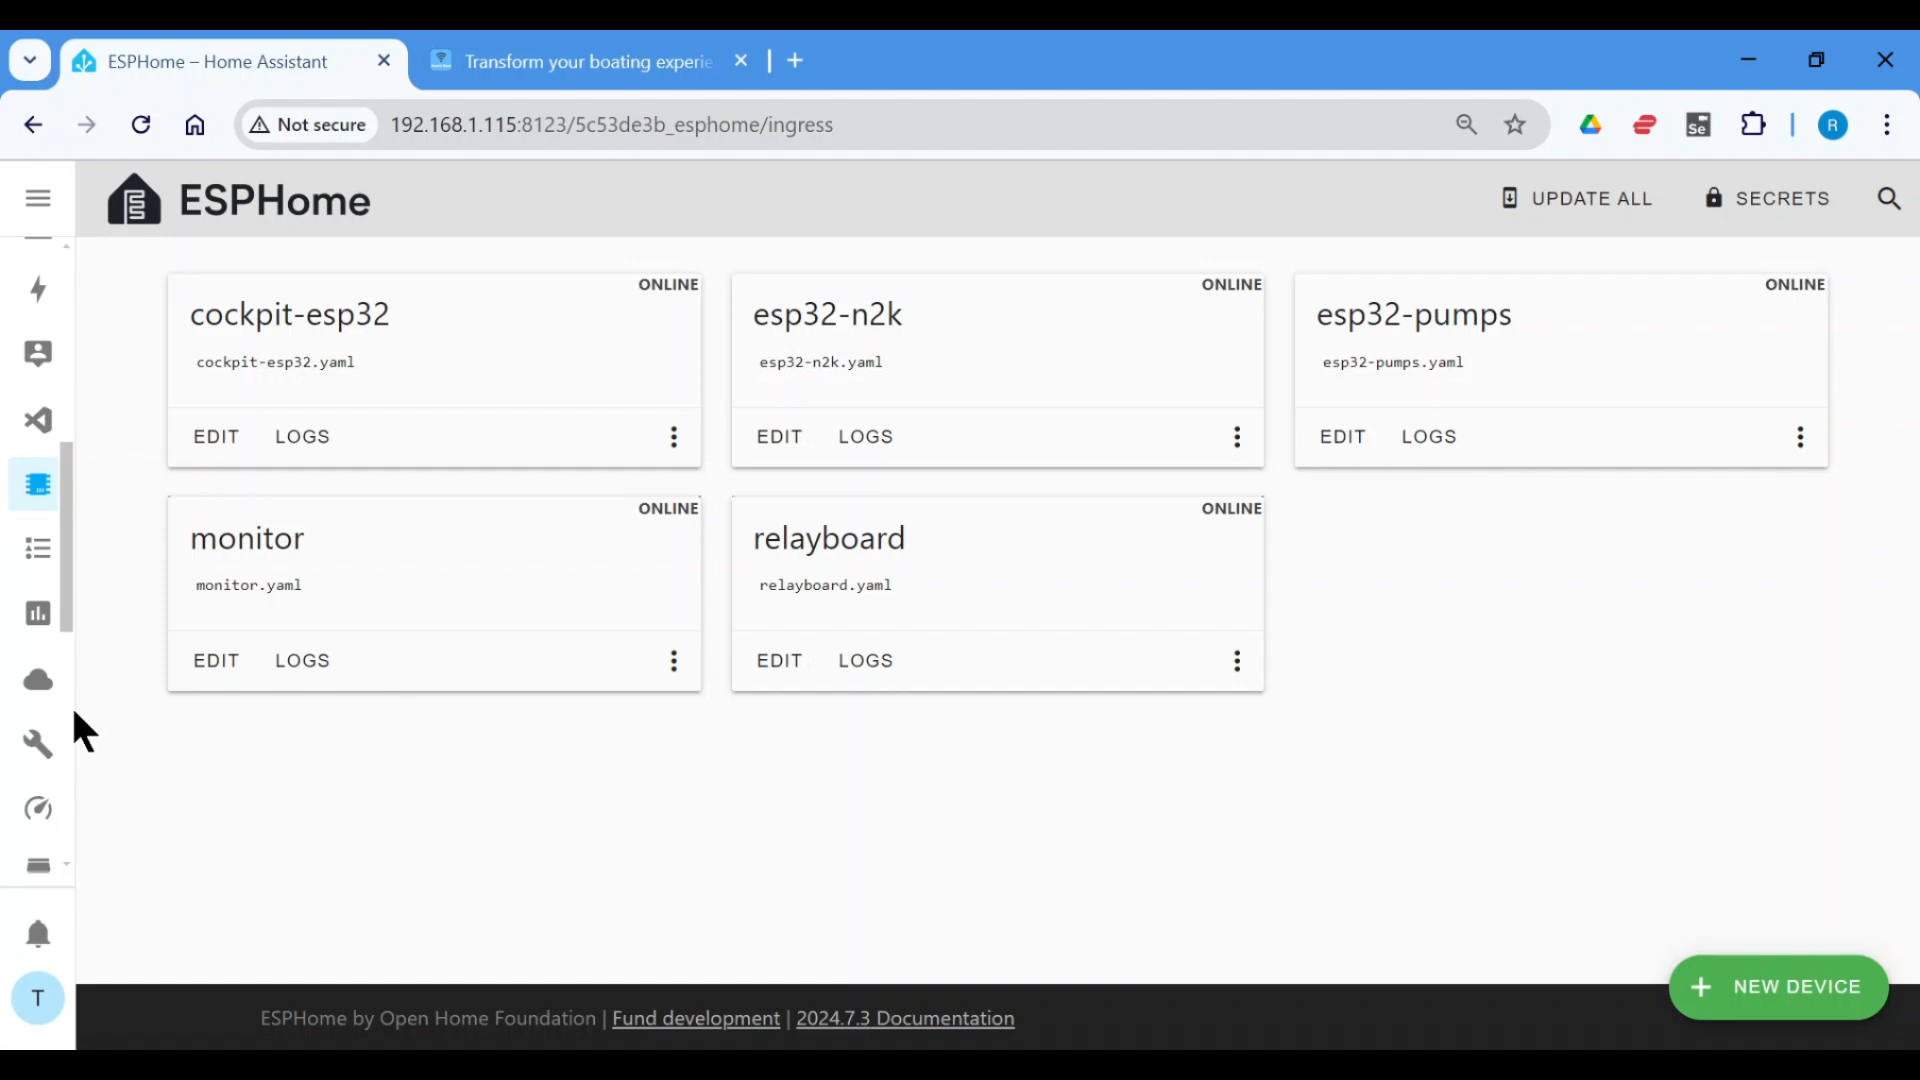 ESPHome – Home Assistant
Transform your boating experie
Not secure
192.168.1.115:8123/5c53de3b_esphome/ingress
Se
R
ESPHome
UPDATE ALL
SECRETS
ONLINE
cockpit-esp32
cockpit-esp32.yaml
EDIT LOGS
ONLINE
esp32-n2k
esp32-n2k.yaml
EDIT LOGS
ONLINE
esp32-pumps
esp32-pumps.yaml
EDIT LOGS
ONLINE
monitor
monitor.yaml
EDIT LOGS
ONLINE
relayboard
relayboard.yaml
EDIT LOGS
T
+ NEW DEVICE
ESPHome by Open Home Foundation | Fund development | 2024.7.3 Documentation